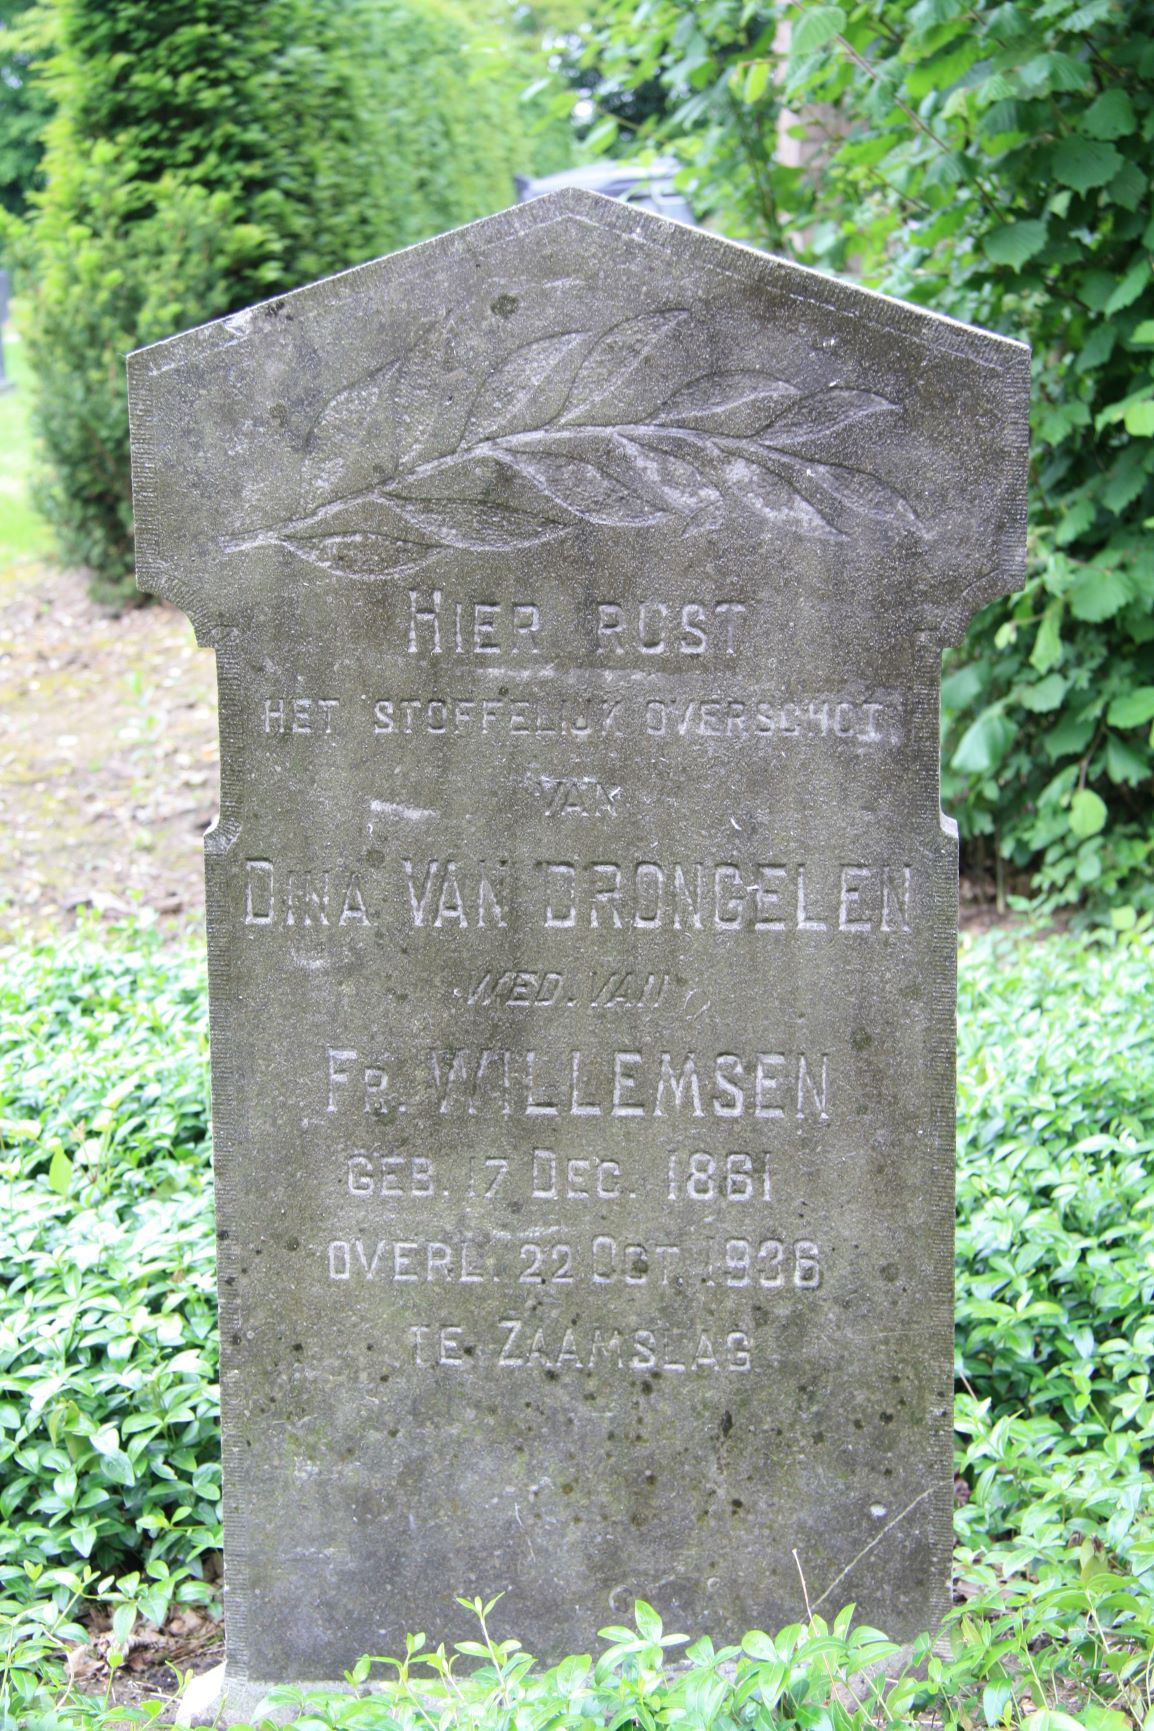 HIER RUST
HET STOFFELIJK OVERSCHOT
VAN
DINA VAN DRONGELEN
WED. VAN
FR. WILLEMSEN
GEB. 17 DEC. 1861
OVERL. 22 OCT. 1936
TE ZAAMSLAG